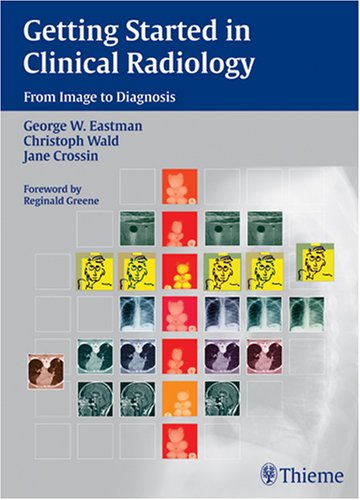 Getting Started in
Clinical Radiology
From Image to Diagnosis
George W. Eastman
Christoph Wald
Jane Crossin
Foreword by
Reginald Greene
Thieme